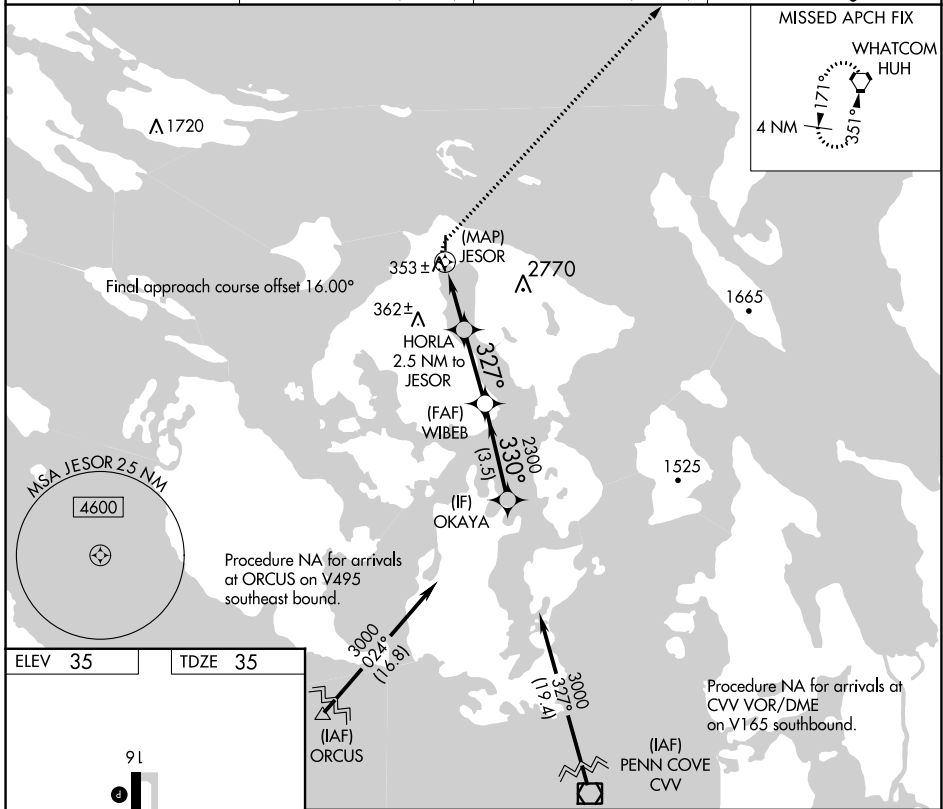 MISSED APCH FIX
WHATCOM
HUH
171°
351°
4 NM
1720
(MAP)
JESOR
353±
2770
Final approach course offset 16.00°
1665
362±
HORLA
2.5 NM to
JESOR
327°
(FAF)
WIBEB
2300
330°
(3.5)
1525
MSA JESOR 25 NM
4600
(IF)
OKAYA
Procedure NA for arrivals
at ORCUS on V495
southeast bound.
3000
024°
(16.8)
3000
327°
(19.4)
ELEV 35
TDZE 35
Procedure NA for arrivals at
CVV VOR/DME
on V165 southbound.
(IAF)
ORCUS
(IAF)
PENN COVE
CVV
16
P